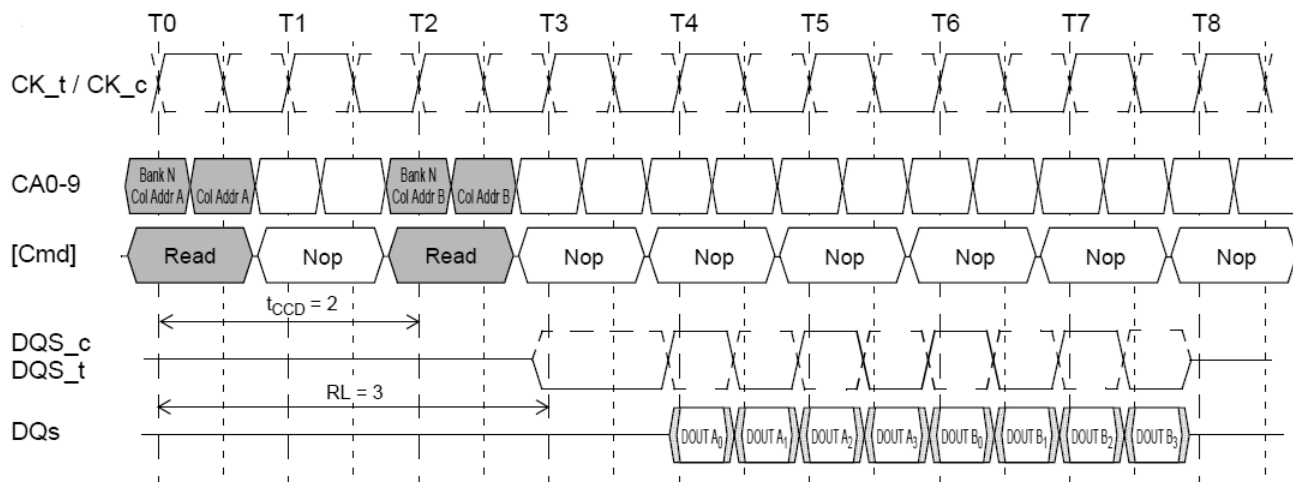 T0 T1 T2 T3 T4 T5 T6 T7 T8
CK_t / CK_c
Bank N Bank N
CA0-9 Col Addr A Col Addr A Col Addr B Col Addr B
[Cmd] Read Nop Read Nop Nop Nop Nop Nop Nop
tCCD = 2
DQS_c
DQS_t
RL = 3
DQs DOUT A0 DOUT A1 DOUT A2 DOUT A3 DOUT B0 DOUT B1 DOUT B2 DOUT B3